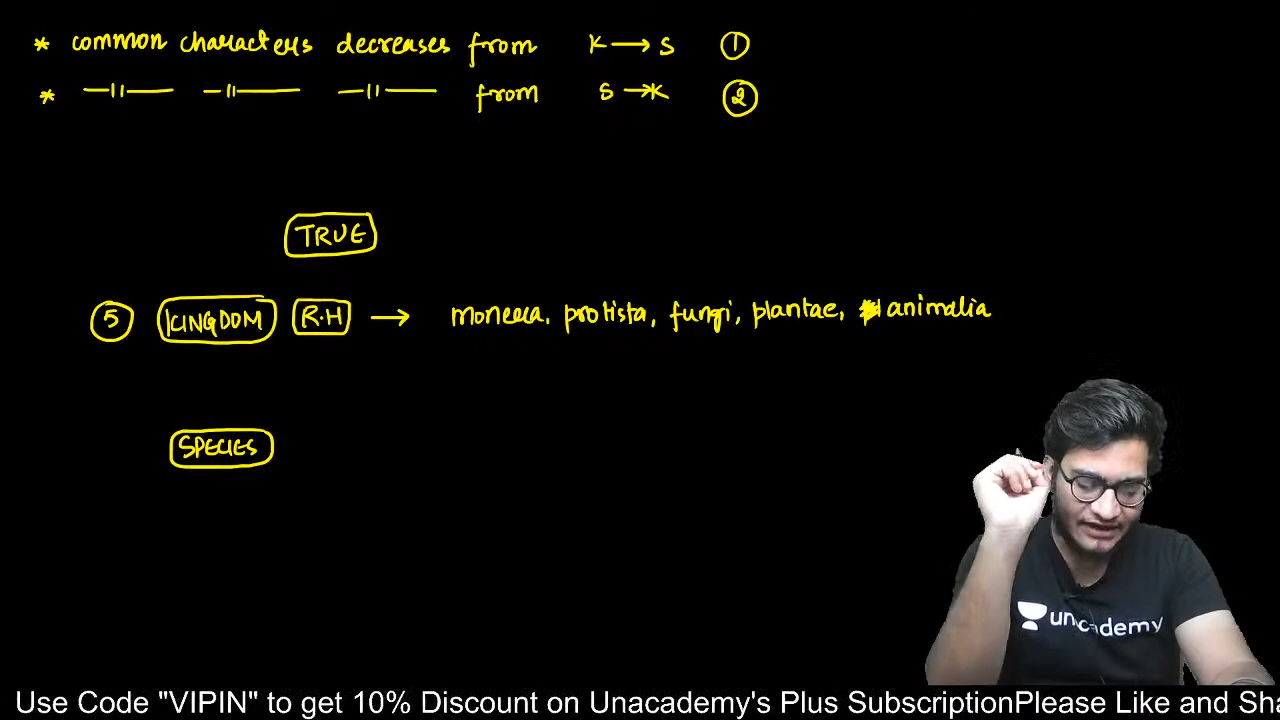 * common characters decreases from K → S ①
* —||— —||— —||— from S → K ②
TRUE
⑤ KINGDOM R.H → monera, protista, fungi, plantae, animalia
SPECIES
unacademy
Use Code "VIPIN" to get 10% Discount on Unacademy's Plus SubscriptionPlease Like and Sha